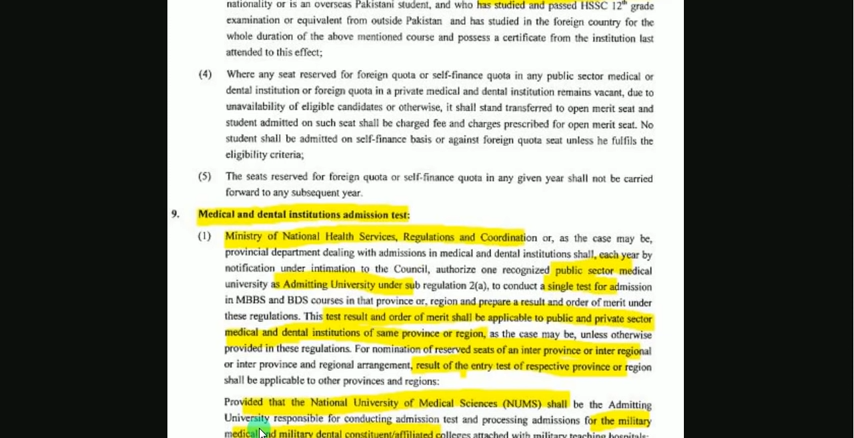 nationality or is an overseas Pakistani student, and who has studied and passed HSSC 12th grade
examination or equivalent from outside Pakistan and has studied in the foreign country for the
whole duration of the above mentioned course and possess a certificate from the institution last
attended to this effect;
(4) Where any seat reserved for foreign quota or self-finance quota in any public sector medical or
dental institution or foreign quota in a private medical and dental institution remains vacant, due to
unavailability of eligible candidates or otherwise, it shall stand transferred to open merit seat and
student admitted on such seat shall be charged fee and charges prescribed for open merit seat. No
student shall be admitted on self-finance basis or against foreign quota seat unless he fulfils the
eligibility criteria;
(5) The seats reserved for foreign quota or self-finance quota in any given year shall not be carried
forward to any subsequent year.
9. Medical and dental institutions admission test:
(1) Ministry of National Health Services, Regulations and Coordination or, as the case may be,
provincial department dealing with admissions in medical and dental institutions shall, each year by
notification under intimation to the Council, authorize one recognized public sector medical
university as Admitting University under sub regulation 2(a), to conduct a single test for admission
in MBBS and BDS courses in that province or, region and prepare a result and order of merit under
these regulations. This test result and order of merit shall be applicable to public and private sector
medical and dental institutions of same province or region, as the case may be, unless otherwise
provided in these regulations. For nomination of reserved seats of an inter province or inter regional
or inter province and regional arrangement, result of the entry test of respective province or region
shall be applicable to other provinces and regions:
Provided that the National University of Medical Sciences (NUMS) shall be the Admitting
University responsible for conducting admission test and processing admissions for the military
medical and military dental constituent/affiliated colleges attached with military teaching hospitals: